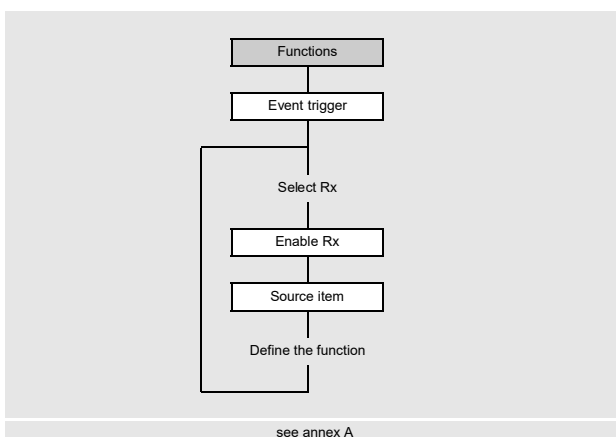 Functions
Event trigger
Select Rx
Enable Rx
Source item
Define the function
see annex A